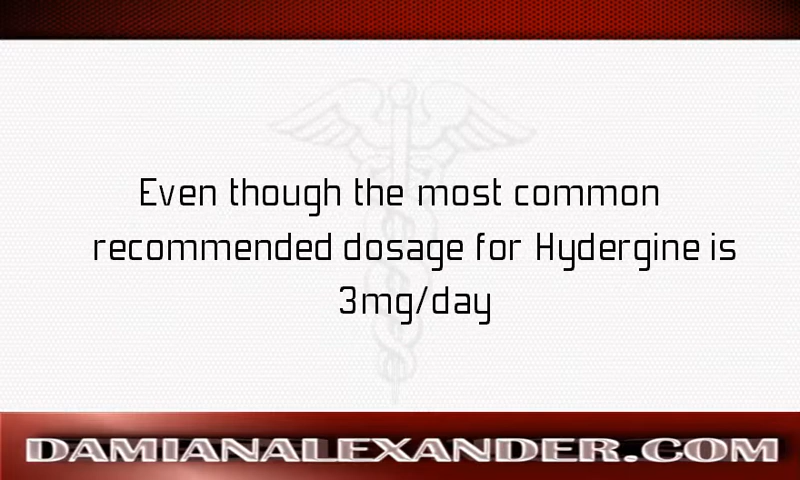 Even though the most common
recommended dosage for Hydergine is
3mg/day
DAMIANALEXANDER.COM